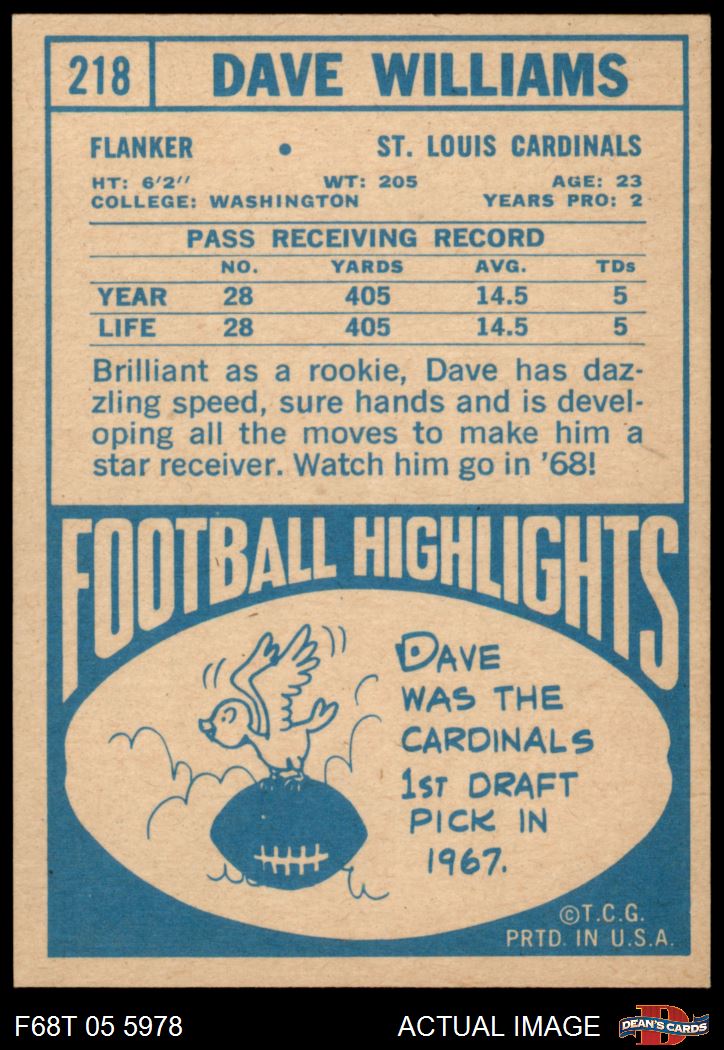 218 DAVE WILLIAMS
FLANKER • ST. LOUIS CARDINALS
HT: 6'2" WT: 205 AGE: 23
COLLEGE: WASHINGTON YEARS PRO: 2
PASS RECEIVING RECORD
NO. YARDS AVG. TDs
YEAR 28 405 14.5 5
LIFE 28 405 14.5 5
Brilliant as a rookie, Dave has daz-
zling speed, sure hands and is devel-
oping all the moves to make him a
star receiver. Watch him go in '68!
FOOTBALL HIGHLIGHTS
DAVE
WAS THE
CARDINALS
1ST DRAFT
PICK IN
1967.
©T.C.G.
PRTD. IN U.S.A.
F68T 05 5978 ACTUAL IMAGE D DEAN'S CARDS